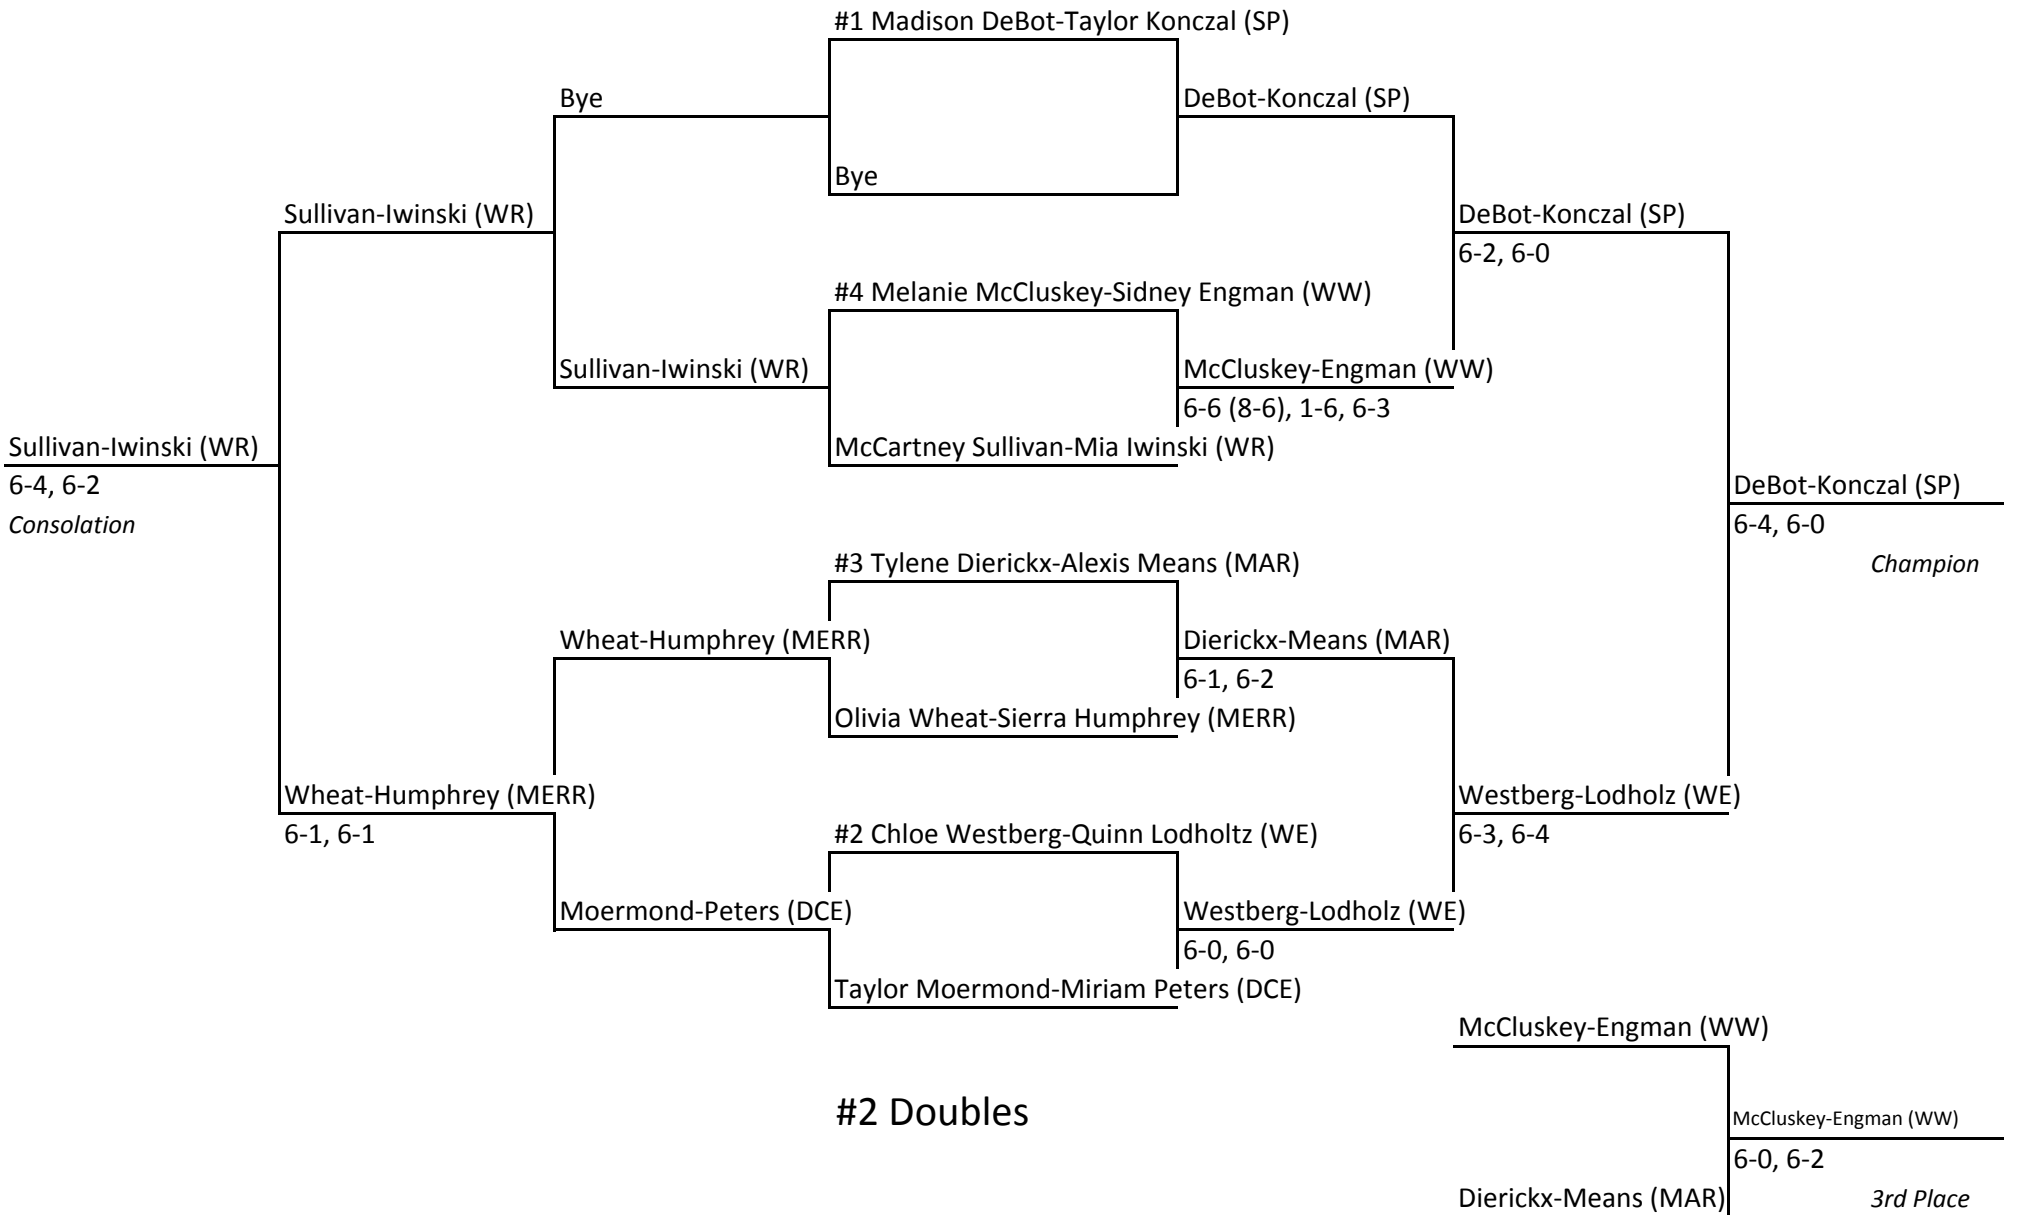 #1 Madison DeBot-Taylor Konczal (SP)
Bye
DeBot-Konczal (SP)
Bye
Sullivan-Iwinski (WR)
DeBot-Konczal (SP)
6-2, 6-0
#4 Melanie McCluskey-Sidney Engman (WW)
Sullivan-Iwinski (WR)
McCluskey-Engman (WW)
6-6 (8-6), 1-6, 6-3
Sullivan-Iwinski (WR)
McCartney Sullivan-Mia Iwinski (WR)
6-4, 6-2
DeBot-Konczal (SP)
Consolation
6-4, 6-0
#3 Tylene Dierickx-Alexis Means (MAR)
Champion
Wheat-Humphrey (MERR)
Dierickx-Means (MAR)
6-1, 6-2
Olivia Wheat-Sierra Humphrey (MERR)
Wheat-Humphrey (MERR)
Westberg-Lodholz (WE)
6-1, 6-1
#2 Chloe Westberg-Quinn Lodholtz (WE)
6-3, 6-4
Moermond-Peters (DCE)
Westberg-Lodholz (WE)
6-0, 6-0
Taylor Moermond-Miriam Peters (DCE)
McCluskey-Engman (WW)
#2 Doubles
McCluskey-Engman (WW)
6-0, 6-2
Dierickx-Means (MAR)
3rd Place